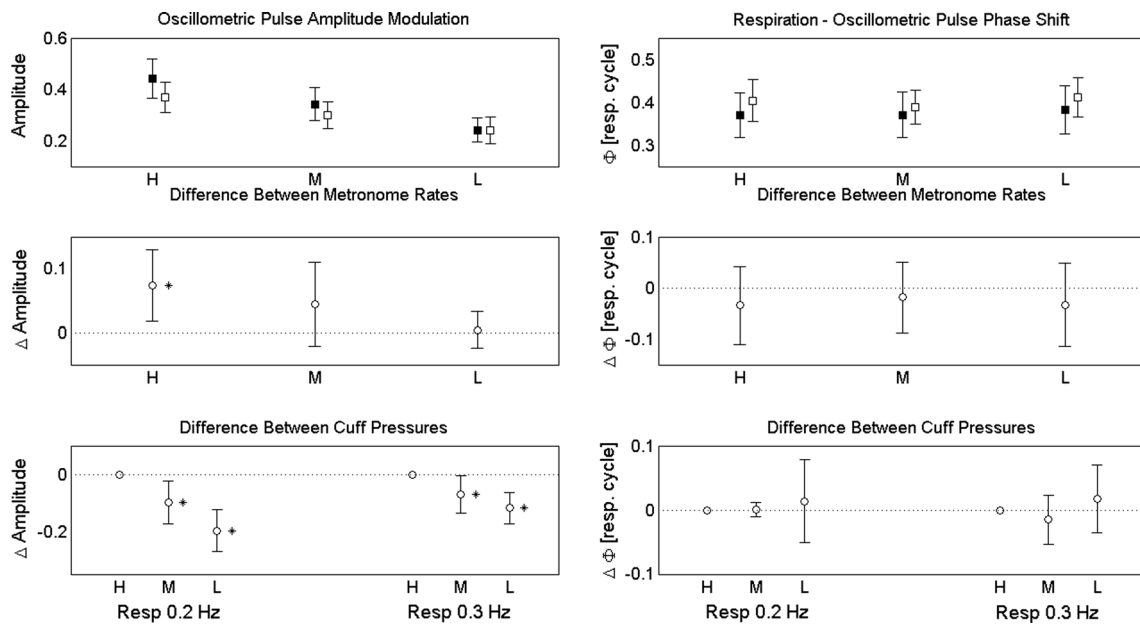 Oscillometric Pulse Amplitude Modulation
Amplitude
0.6
0.4
0.2
H M L
Respiration - Oscillometric Pulse Phase Shift
Φ [resp. cycle]
0.5
0.4
0.3
H M L
Difference Between Metronome Rates
Δ Amplitude
0.1
0
H M L
Difference Between Metronome Rates
Δ Φ [resp. cycle]
0.1
0
-0.1
H M L
Difference Between Cuff Pressures
Δ Amplitude
0
-0.2
H M L H M L
Resp 0.2 Hz Resp 0.3 Hz
Difference Between Cuff Pressures
Δ Φ [resp. cycle]
0.1
0
-0.1
H M L H M L
Resp 0.2 Hz Resp 0.3 Hz